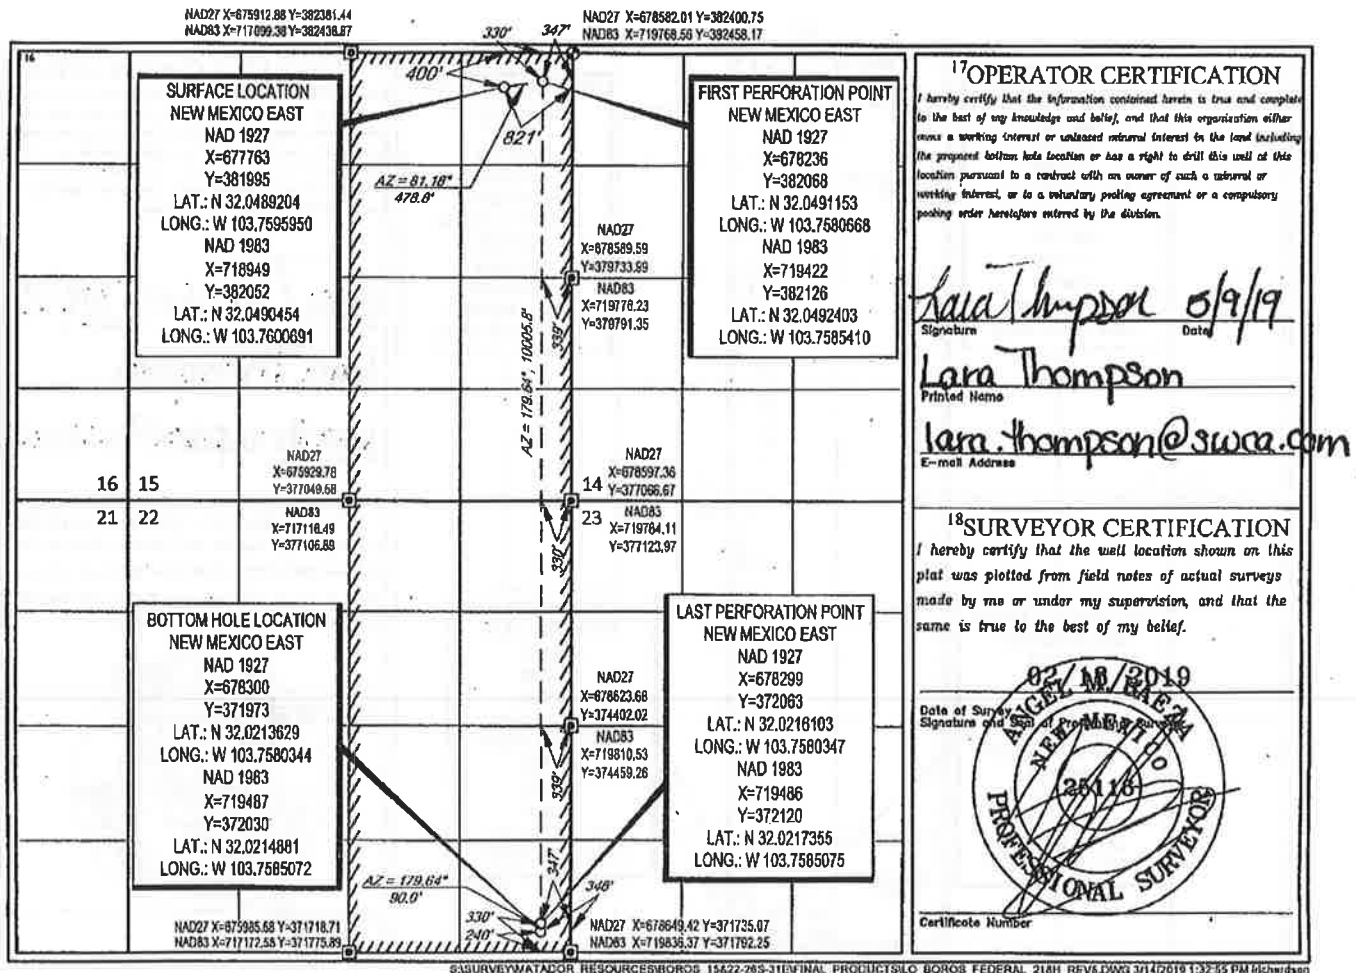 NAD27 X=675912.88 Y=382381.44
NAD83 X=717099.38 Y=382438.87
NAD27 X=678582.01 Y=382400.75
NAD83 X=719768.56 Y=382458.17
16
330'
347'
400'
821'
AZ = 81.18°
478.8'
SURFACE LOCATION
NEW MEXICO EAST
NAD 1927
X=677763
Y=381995
LAT.: N 32.0489204
LONG.: W 103.7595950
NAD 1983
X=718949
Y=382052
LAT.: N 32.0490454
LONG.: W 103.7600691
FIRST PERFORATION POINT
NEW MEXICO EAST
NAD 1927
X=678236
Y=382068
LAT.: N 32.0491153
LONG.: W 103.7580668
NAD 1983
X=719422
Y=382126
LAT.: N 32.0492403
LONG.: W 103.7585410
NAD27
X=678589.59
Y=379733.99
NAD83
X=719776.23
Y=379791.35
339'
AZ = 179.64°, 10005.8'
NAD27
X=675929.78
Y=377049.58
NAD83
X=717116.49
Y=377106.88
16 15
21 22
NAD27
X=678597.36
Y=377066.67
NAD83
X=719784.11
Y=377123.97
14
23
330'
BOTTOM HOLE LOCATION
NEW MEXICO EAST
NAD 1927
X=678300
Y=371973
LAT.: N 32.0213629
LONG.: W 103.7580344
NAD 1983
X=719487
Y=372030
LAT.: N 32.0214881
LONG.: W 103.7585072
LAST PERFORATION POINT
NEW MEXICO EAST
NAD 1927
X=678299
Y=372063
LAT.: N 32.0216103
LONG.: W 103.7580347
NAD 1983
X=719486
Y=372120
LAT.: N 32.0217355
LONG.: W 103.7585075
NAD27
X=678623.68
Y=374402.02
NAD83
X=719810.53
Y=374459.26
339'
347'
348'
AZ = 179.64°
90.0'
330'
240'
NAD27 X=675985.68 Y=371718.71
NAD83 X=717172.58 Y=371775.89
NAD27 X=678649.42 Y=371735.07
NAD83 X=719836.37 Y=371792.25
17OPERATOR CERTIFICATION
I hereby certify that the information contained herein is true and complete
to the best of my knowledge and belief, and that this organization either
owns a working interest or unleased mineral interest in the land including
the proposed bottom hole location or has a right to drill this well at this
location pursuant to a contract with an owner of such a mineral or
working interest, or to a voluntary pooling agreement or a compulsory
pooling order heretofore entered by the division.
Lara Thompson 5/9/19
Signature Date
Lara Thompson
Printed Name
lara.thompson@swca.com
E-mail Address
18SURVEYOR CERTIFICATION
I hereby certify that the well location shown on this
plat was plotted from field notes of actual surveys
made by me or under my supervision, and that the
same is true to the best of my belief.
02/18/2019
Date of Survey
Signature and Seal of Professional Surveyor
ANGEL M. BAEZA
NEW MEXICO
25116
PROFESSIONAL SURVEYOR
Certificate Number